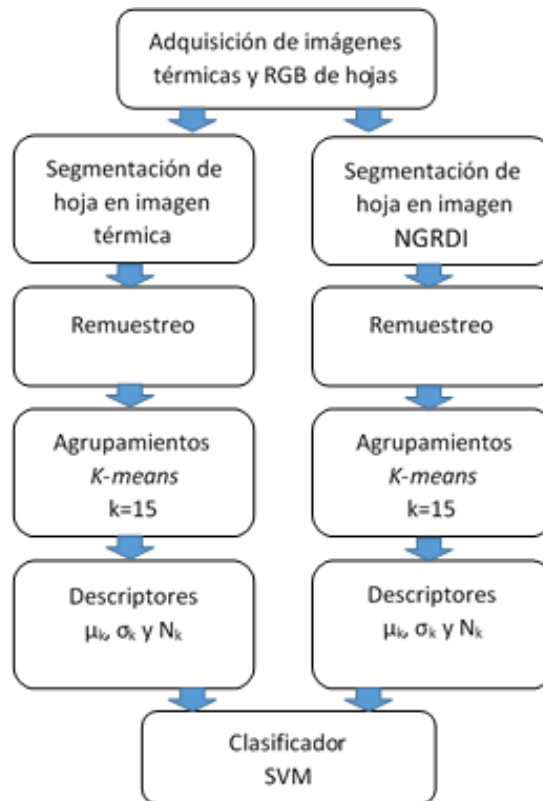 Adquisición de imágenes
térmicas y RGB de hojas
Segmentación de
hoja en imagen
térmica
Segmentación de
hoja en imagen
NGRDI
Remuestreo
Remuestreo
Agrupamientos
K-means
k=15
Agrupamientos
K-means
k=15
Descriptores
μₖ, σₖ y Nₖ
Descriptores
μₖ, σₖ y Nₖ
Clasificador
SVM